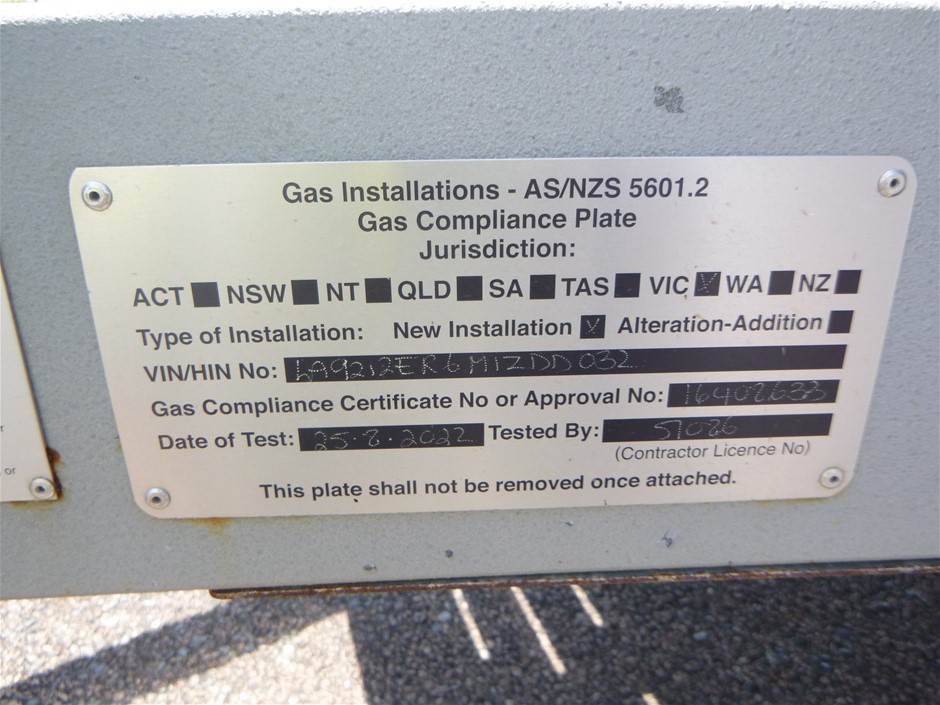 Gas Installations - AS/NZS 5601.2
Gas Compliance Plate
Jurisdiction:
ACT NSW NT QLD SA TAS VIC WA NZ
Type of Installation: New Installation Alteration-Addition
VIN/HIN No: LA9212ER6M1ZDD032
Gas Compliance Certificate No or Approval No: 16402633
Date of Test: 25.8.2022 Tested By: 51086
(Contractor Licence No)
This plate shall not be removed once attached.
or